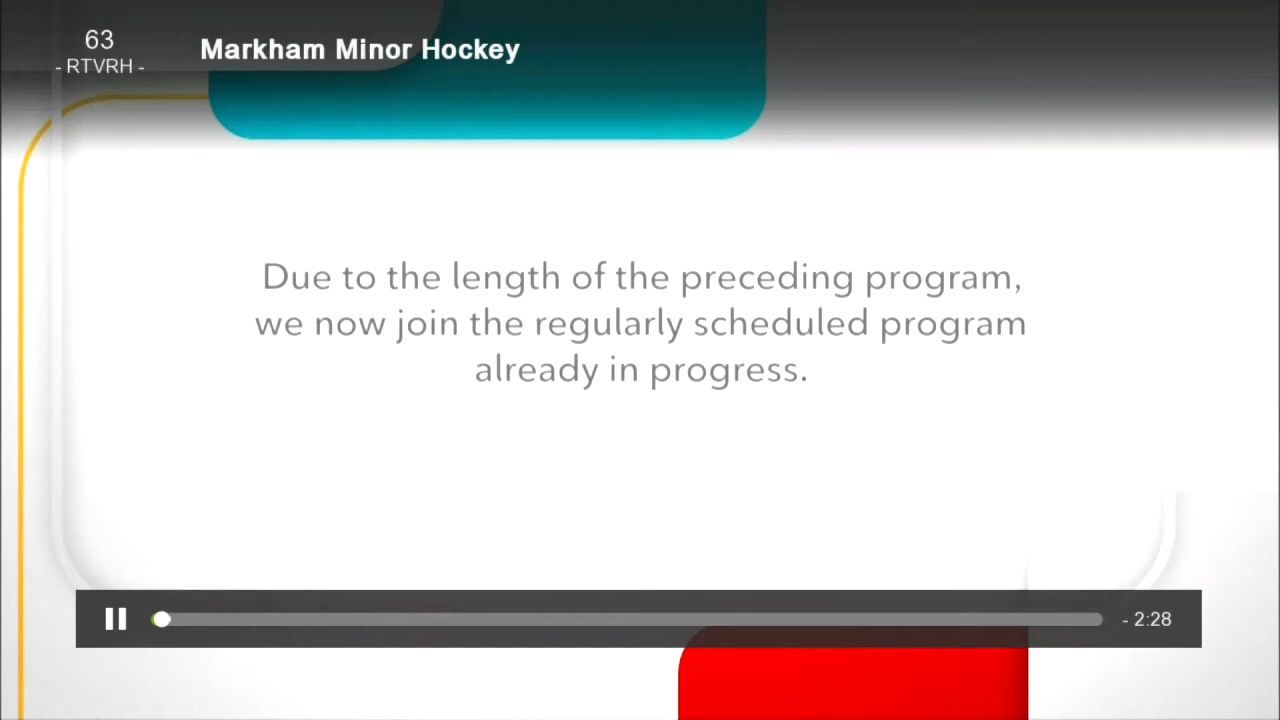 63
- RTVRH -
Markham Minor Hockey
Due to the length of the preceding program,
we now join the regularly scheduled program
already in progress.
- 2:28